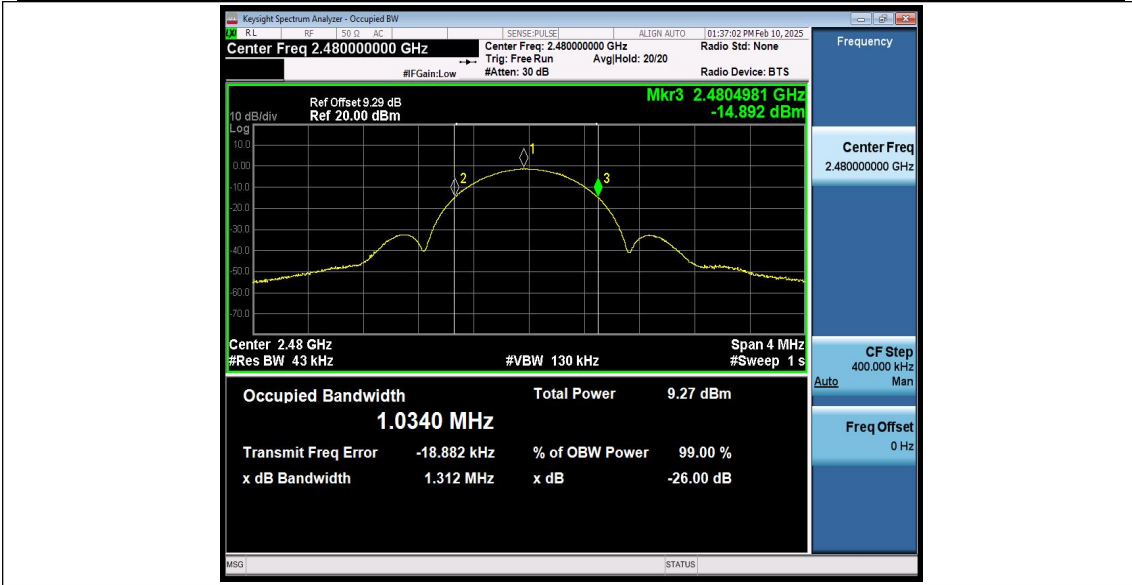 Keysight Spectrum Analyzer - Occupied BW
LXI RL RF 50 Ω AC SENSE:PULSE ALIGN AUTO 01:37:02 PM Feb 10, 2025
Center Freq 2.480000000 GHz
Center Freq: 2.480000000 GHz Radio Std: None
Trig: Free Run Avg|Hold: 20/20
#IFGain:Low #Atten: 30 dB Radio Device: BTS
Mkr3 2.4804981 GHz
-14.892 dBm
Ref Offset 9.29 dB
10 dB/div Ref 20.00 dBm
Log
10.0
0.00
-10.0
-20.0
-30.0
-40.0
-50.0
-60.0
-70.0
1
2
3
Center 2.48 GHz Span 4 MHz
#Res BW 43 kHz #VBW 130 kHz #Sweep 1 s
Occupied Bandwidth Total Power 9.27 dBm
1.0340 MHz
Transmit Freq Error -18.882 kHz % of OBW Power 99.00 %
x dB Bandwidth 1.312 MHz x dB -26.00 dB
MSG STATUS
Frequency
Center Freq
2.480000000 GHz
CF Step
400.000 kHz
Auto Man
Freq Offset
0 Hz